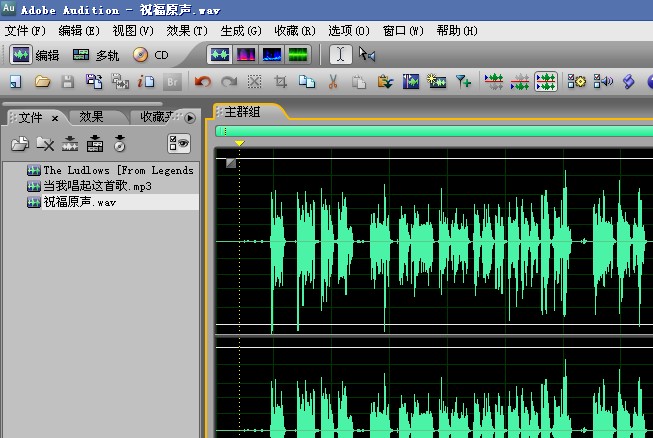 Au Adobe Audition - 祝福原声.wav
文件(F) 编辑(E) 视图(V) 效果(T) 生成(G) 收藏(R) 选项(O) 窗口(W) 帮助(H)
编辑 多轨 CD
Br
文件 × 效果 收藏夹
主群组
The Ludlows [From Legends
当我唱起这首歌.mp3
祝福原声.wav